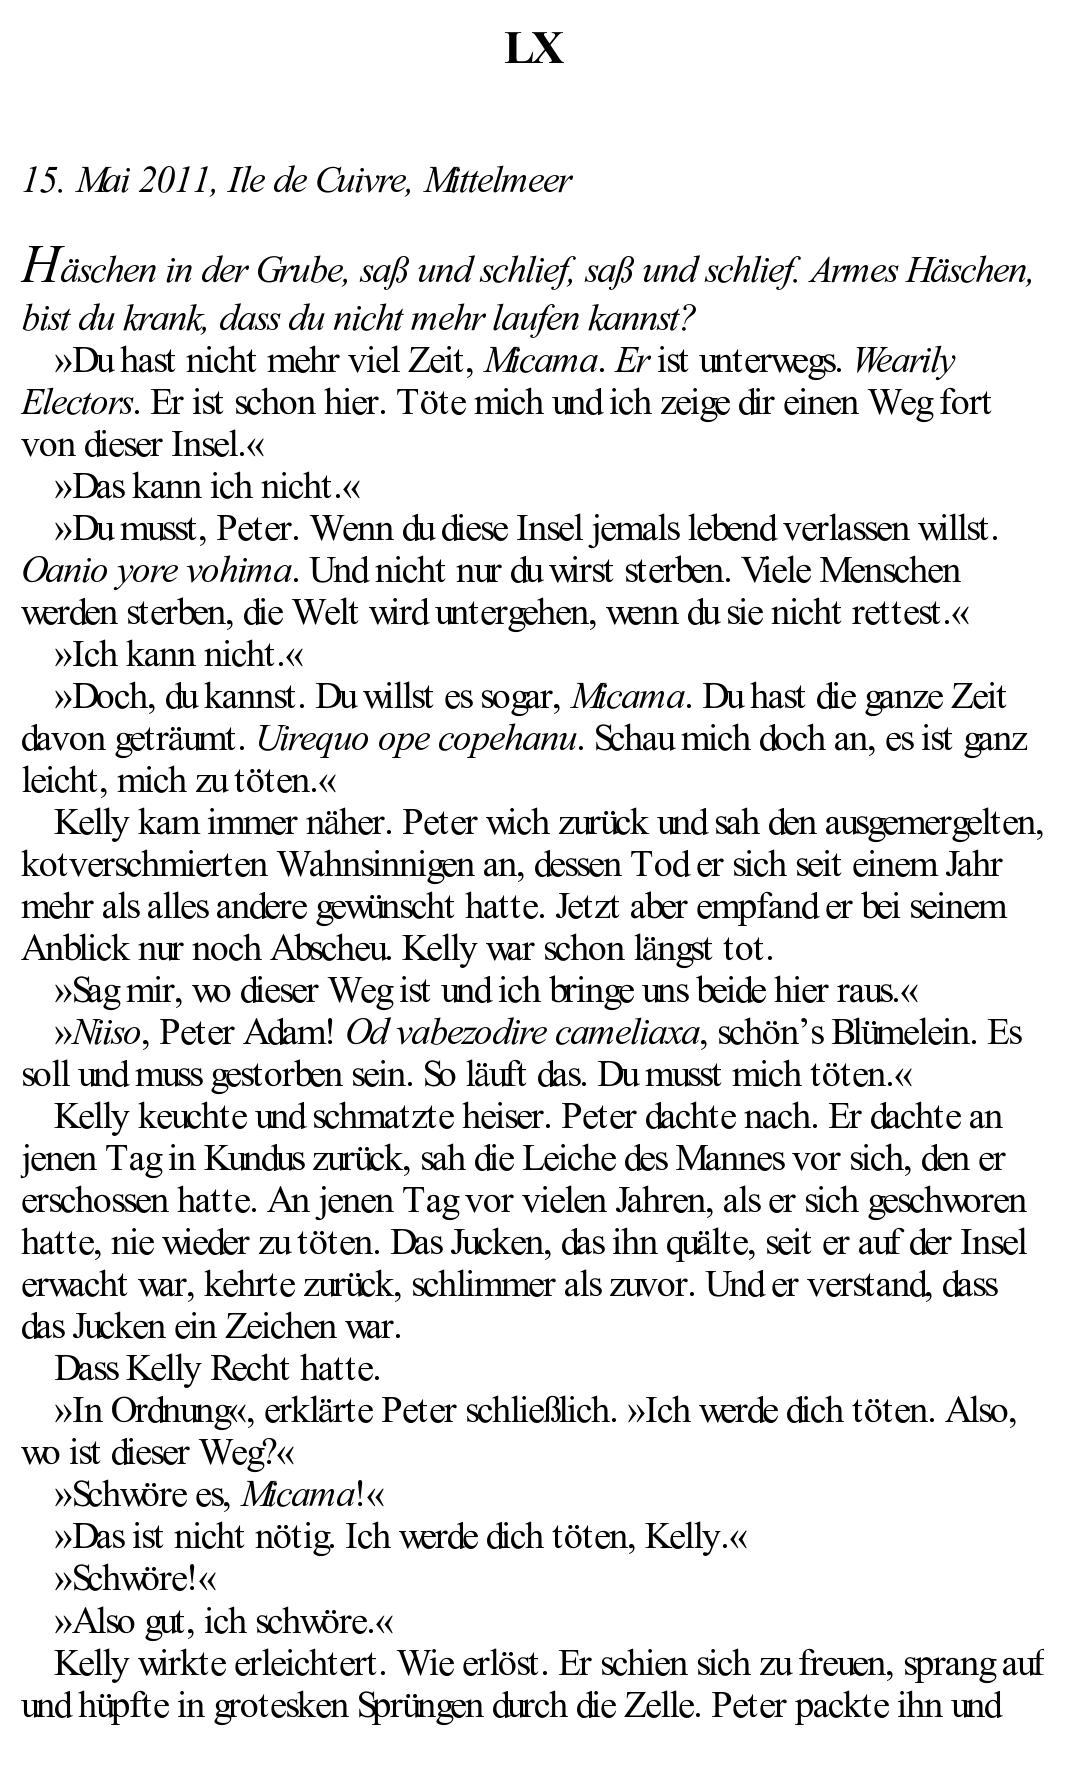 LX
15. Mai 2011, Ile de Cuivre, Mittelmeer
Häschen in der Grube, saß und schlief, saß und schlief. Armes Häschen,
bist du krank, dass du nicht mehr laufen kannst?
»Du hast nicht mehr viel Zeit, Micama. Er ist unterwegs. Wearily
Electors. Er ist schon hier. Töte mich und ich zeige dir einen Weg fort
von dieser Insel.«
»Das kann ich nicht.«
»Du musst, Peter. Wenn du diese Insel jemals lebend verlassen willst.
Oanio yore vohima. Und nicht nur du wirst sterben. Viele Menschen
werden sterben, die Welt wird untergehen, wenn du sie nicht rettest.«
»Ich kann nicht.«
»Doch, du kannst. Du willst es sogar, Micama. Du hast die ganze Zeit
davon geträumt. Uirequo ope copehanu. Schau mich doch an, es ist ganz
leicht, mich zu töten.«
Kelly kam immer näher. Peter wich zurück und sah den ausgemergelten,
kotverschmierten Wahnsinnigen an, dessen Tod er sich seit einem Jahr
mehr als alles andere gewünscht hatte. Jetzt aber empfand er bei seinem
Anblick nur noch Abscheu. Kelly war schon längst tot.
»Sag mir, wo dieser Weg ist und ich bringe uns beide hier raus.«
»Niiso, Peter Adam! Od vabezodire cameliaxa, schön’s Blümelein. Es
soll und muss gestorben sein. So läuft das. Du musst mich töten.«
Kelly keuchte und schmatzte heiser. Peter dachte nach. Er dachte an
jenen Tag in Kundus zurück, sah die Leiche des Mannes vor sich, den er
erschossen hatte. An jenen Tag vor vielen Jahren, als er sich geschworen
hatte, nie wieder zu töten. Das Jucken, das ihn quälte, seit er auf der Insel
erwacht war, kehrte zurück, schlimmer als zuvor. Und er verstand, dass
das Jucken ein Zeichen war.
Dass Kelly Recht hatte.
»In Ordnung«, erklärte Peter schließlich. »Ich werde dich töten. Also,
wo ist dieser Weg?«
»Schwöre es, Micama!«
»Das ist nicht nötig. Ich werde dich töten, Kelly.«
»Schwöre!«
»Also gut, ich schwöre.«
Kelly wirkte erleichtert. Wie erlöst. Er schien sich zu freuen, sprang auf
und hüpfte in grotesken Sprüngen durch die Zelle. Peter packte ihn und